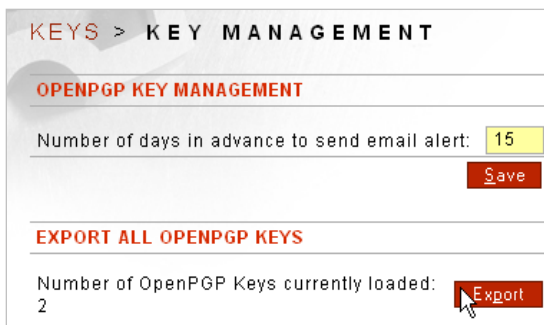 KEYS > KEY MANAGEMENT
OPENPGP KEY MANAGEMENT
Number of days in advance to send email alert: 15
Save
EXPORT ALL OPENPGP KEYS
Number of OpenPGP Keys currently loaded:
2
Export